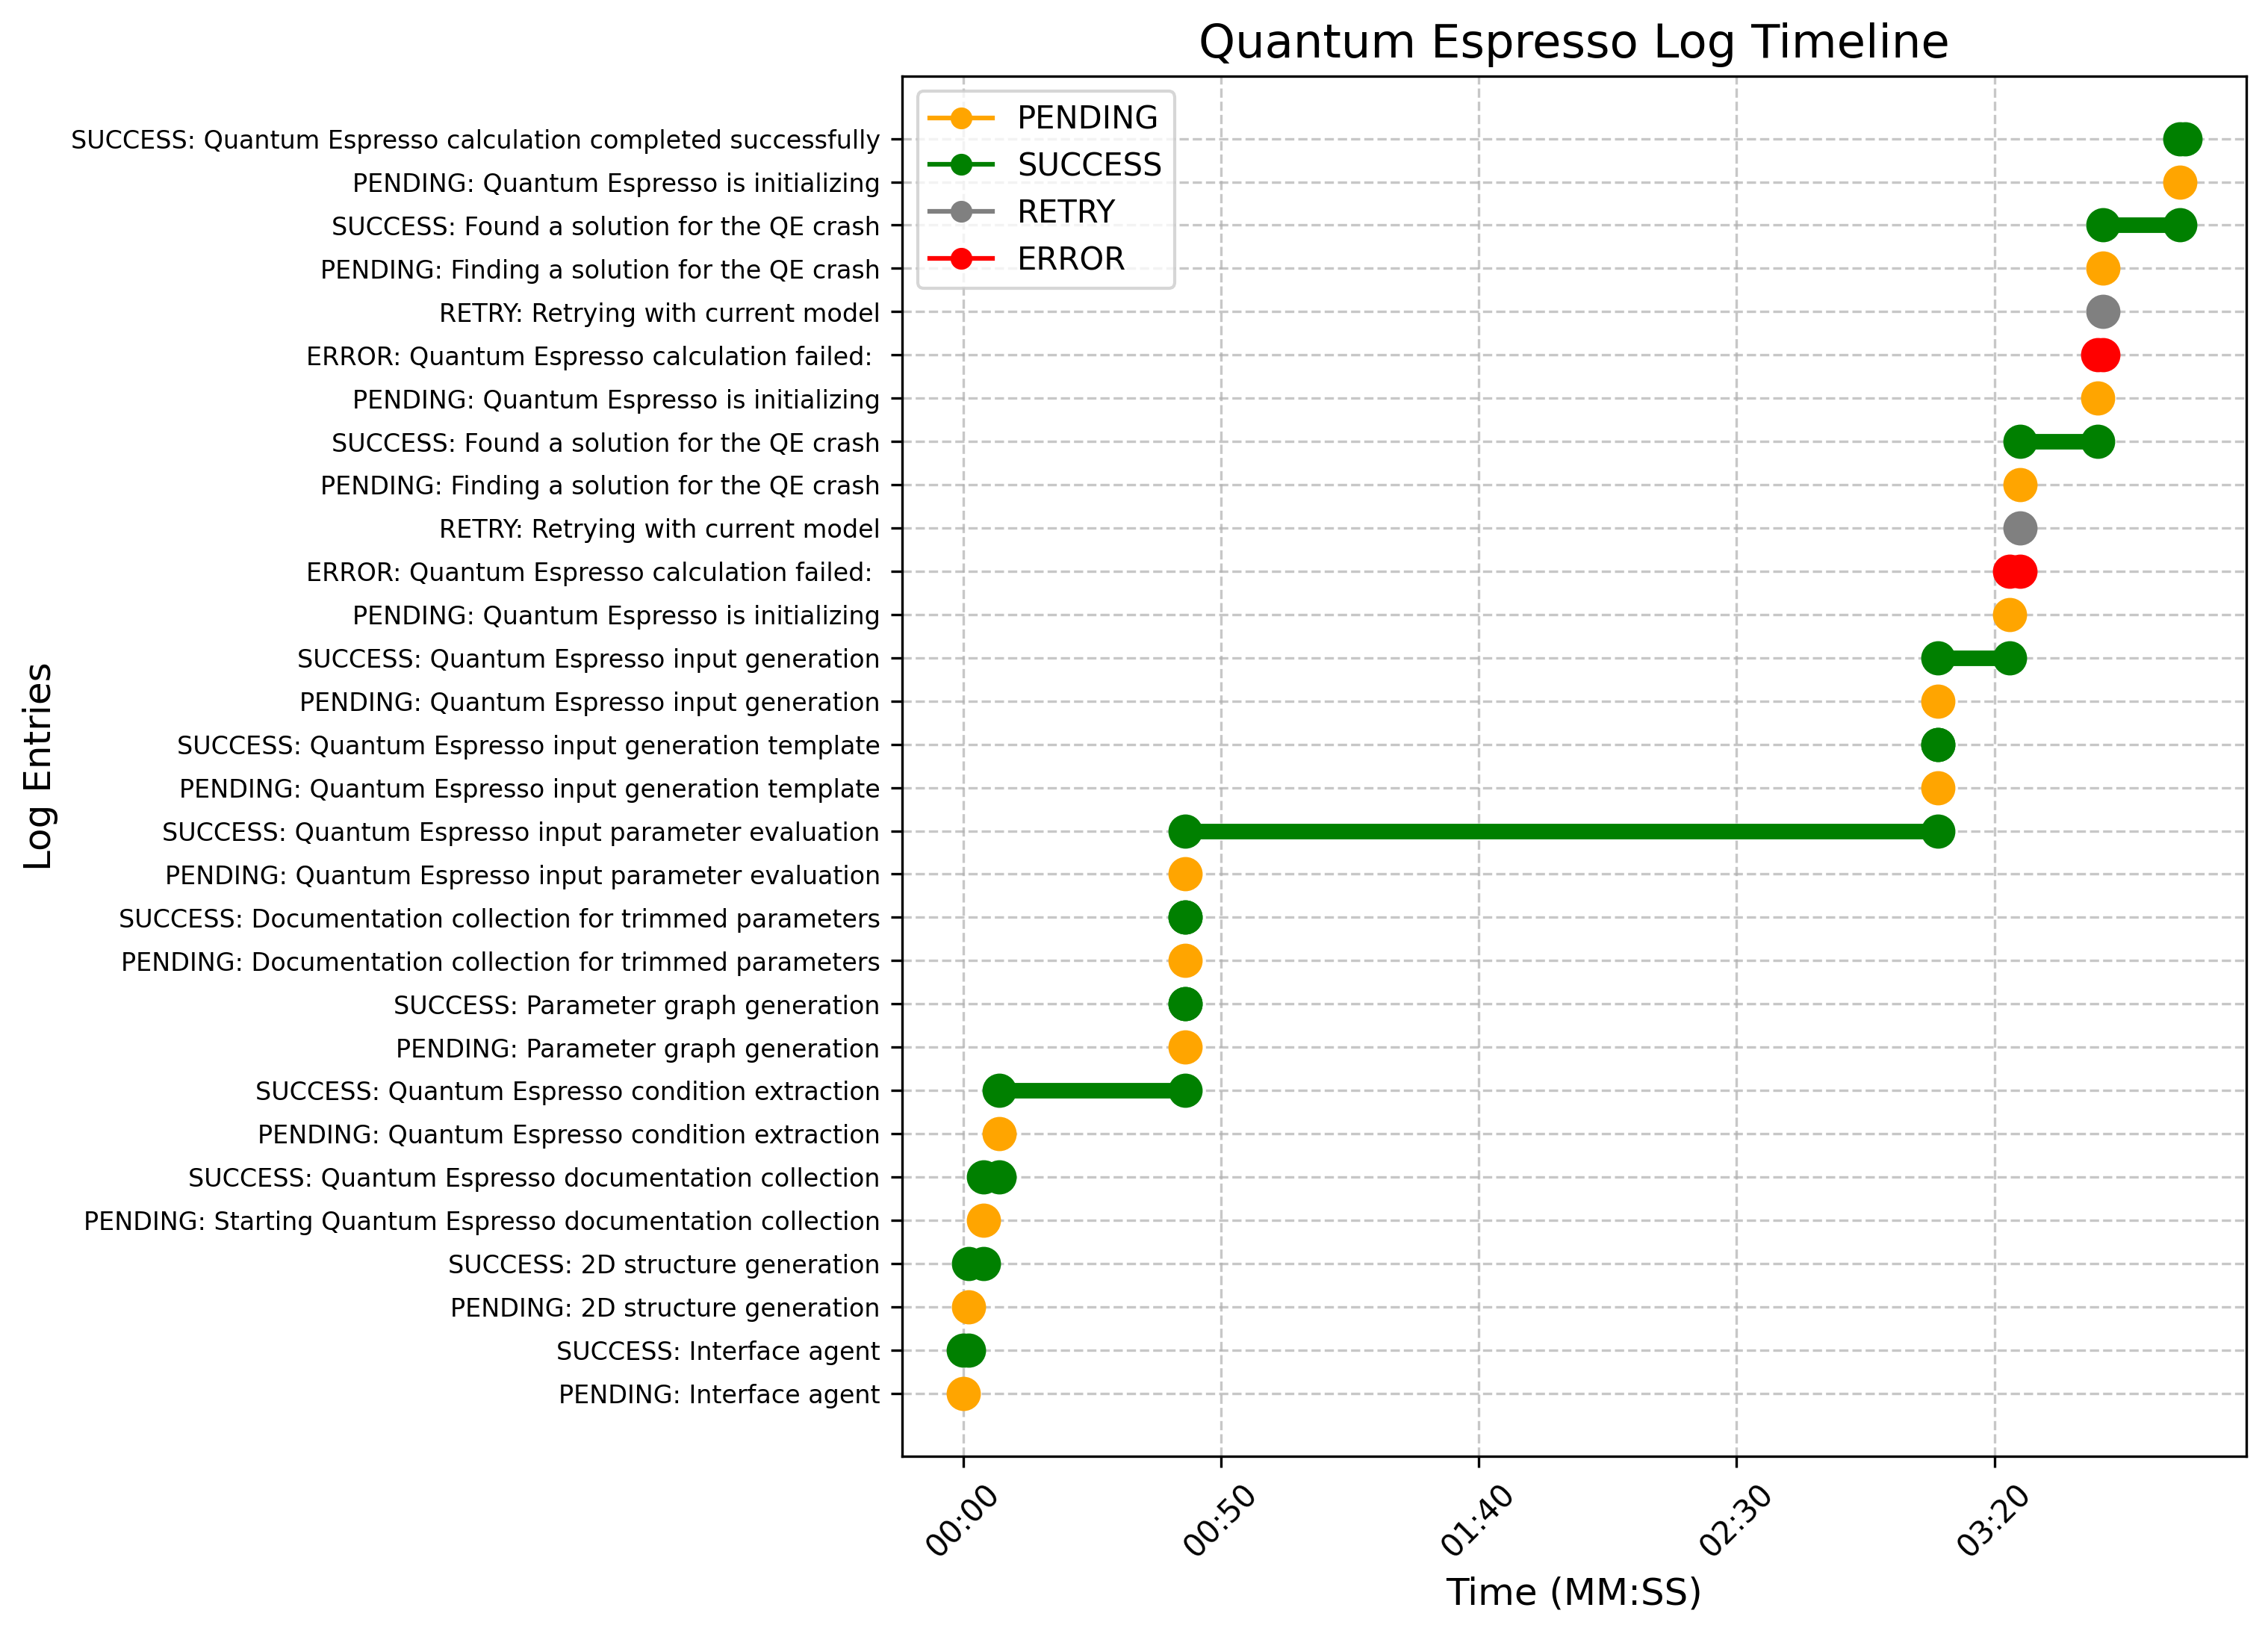 Quantum Espresso Log Timeline
PENDING
SUCCESS
RETRY
ERROR
Log Entries
SUCCESS: Quantum Espresso calculation completed successfully
PENDING: Quantum Espresso is initializing
SUCCESS: Found a solution for the QE crash
PENDING: Finding a solution for the QE crash
RETRY: Retrying with current model
ERROR: Quantum Espresso calculation failed:
PENDING: Quantum Espresso is initializing
SUCCESS: Found a solution for the QE crash
PENDING: Finding a solution for the QE crash
RETRY: Retrying with current model
ERROR: Quantum Espresso calculation failed:
PENDING: Quantum Espresso is initializing
SUCCESS: Quantum Espresso input generation
PENDING: Quantum Espresso input generation
SUCCESS: Quantum Espresso input generation template
PENDING: Quantum Espresso input generation template
SUCCESS: Quantum Espresso input parameter evaluation
PENDING: Quantum Espresso input parameter evaluation
SUCCESS: Documentation collection for trimmed parameters
PENDING: Documentation collection for trimmed parameters
SUCCESS: Parameter graph generation
PENDING: Parameter graph generation
SUCCESS: Quantum Espresso condition extraction
PENDING: Quantum Espresso condition extraction
SUCCESS: Quantum Espresso documentation collection
PENDING: Starting Quantum Espresso documentation collection
SUCCESS: 2D structure generation
PENDING: 2D structure generation
SUCCESS: Interface agent
PENDING: Interface agent
00:00
00:50
01:40
02:30
03:20
Time (MM:SS)